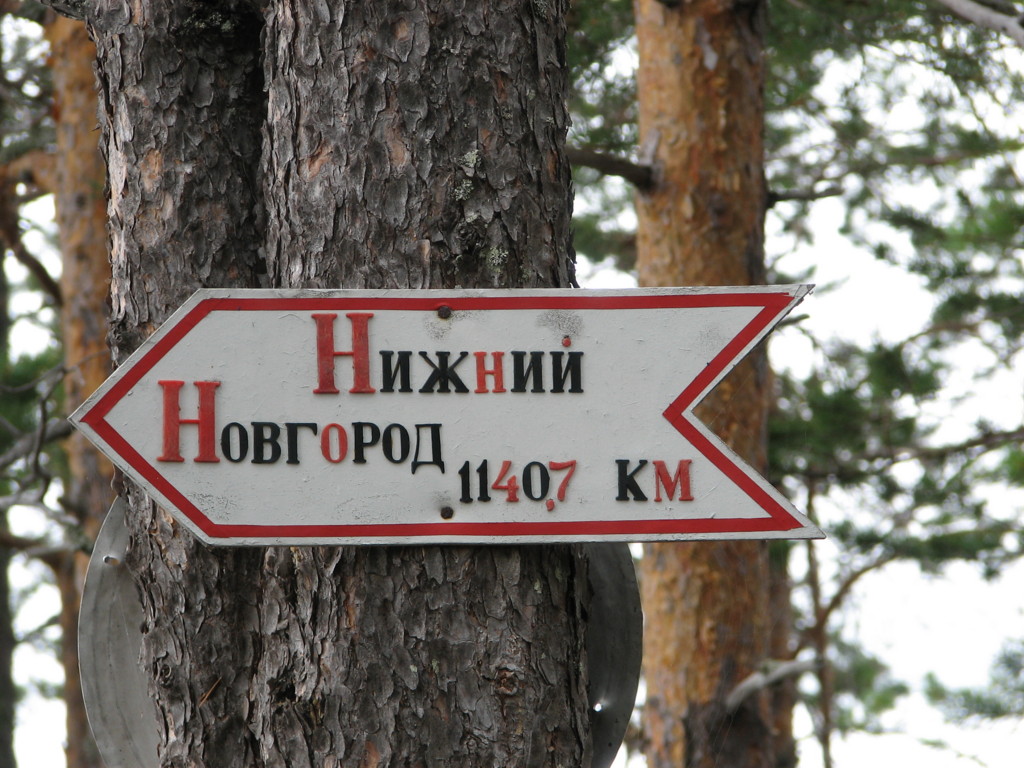 Нижний
Новгород
1140,7 км